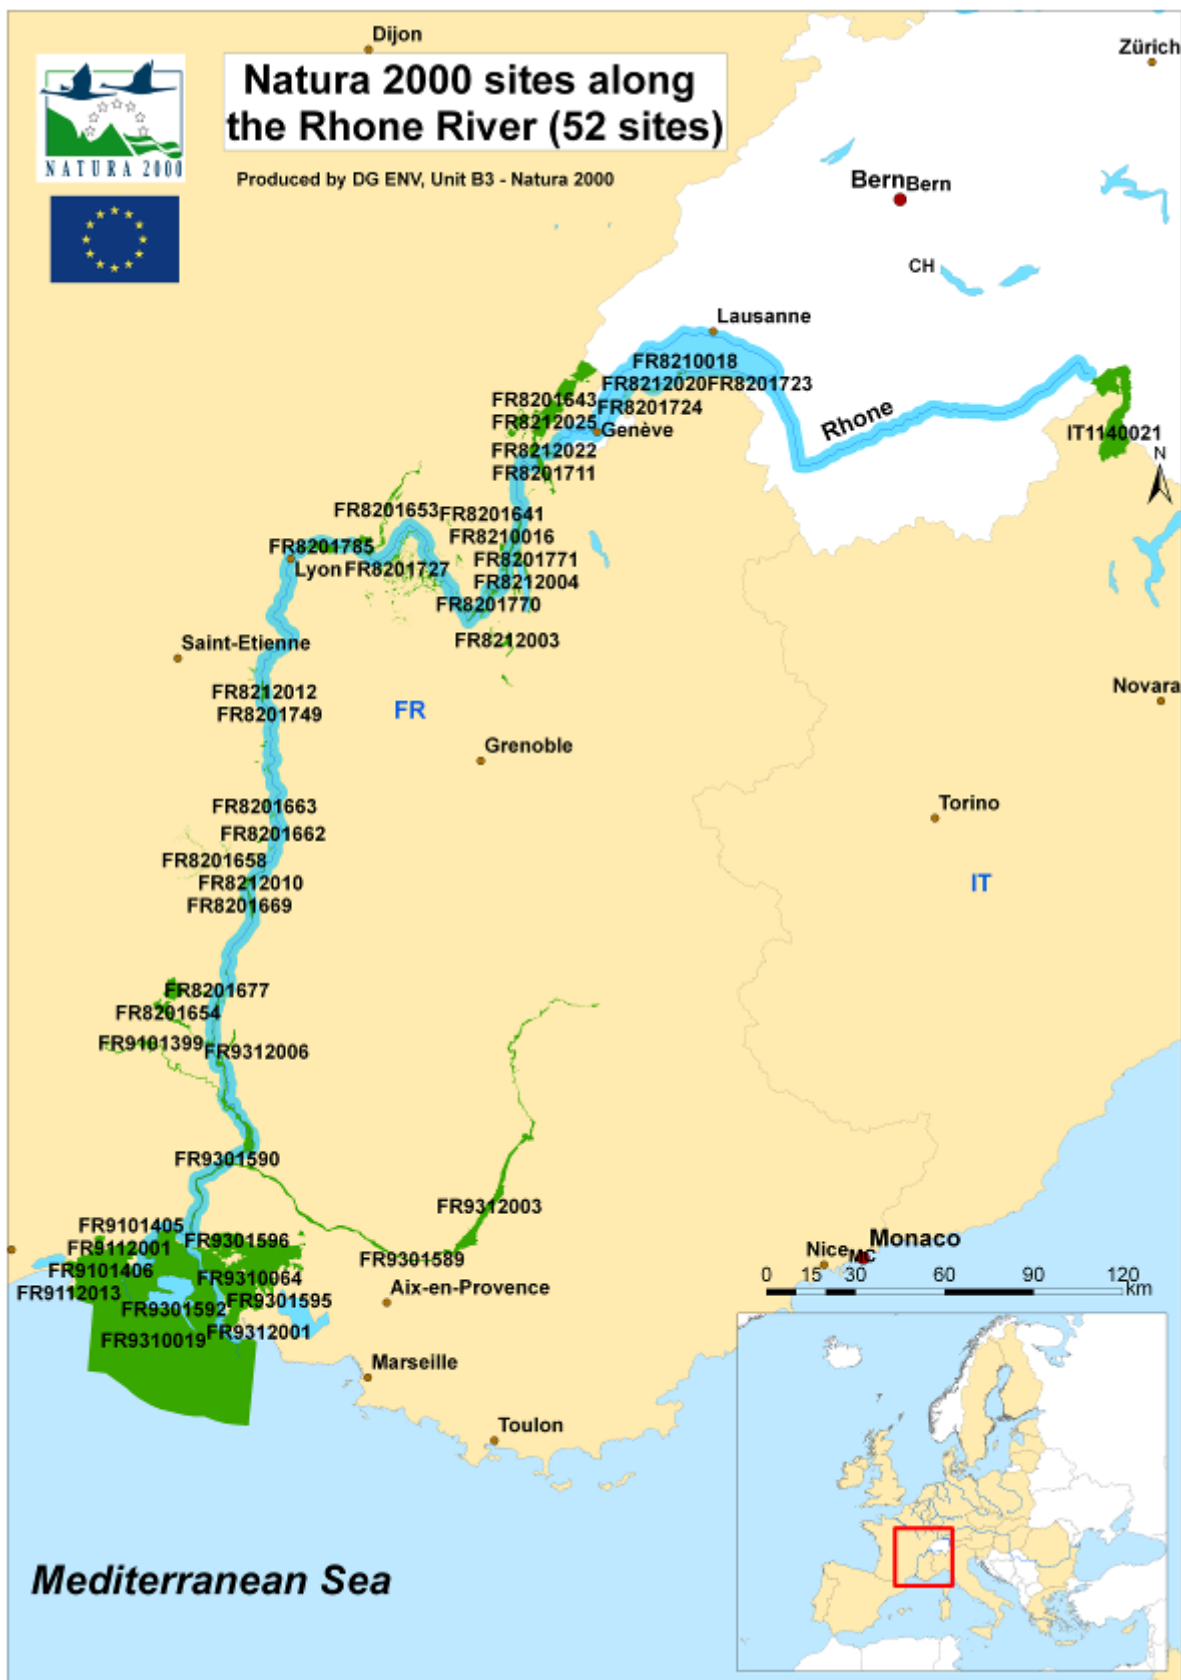 Dijon
Zürich
Natura 2000 sites along
the Rhone River (52 sites)
NATURA 2000
Produced by DG ENV, Unit B3 - Natura 2000
Bern Bern
CH
Lausanne
FR8210018
FR8212020 FR8201723
FR8201643
FR8201724
FR8212025
Genève
Rhone
IT1140021
N
FR8212022
FR8201711
FR8201653
FR8201641
FR8210016
FR8201785
FR8201771
Lyon
FR8201727
FR8212004
FR8201770
FR8212003
Saint-Etienne
FR8212012
FR8201749
FR
Novara
Grenoble
FR8201663
FR8201662
Torino
FR8201658
FR8212010
FR8201669
IT
FR8201677
FR8201654
FR9101399
FR9312006
FR9301590
FR9312003
FR9101405
FR9301596
FR9112001
FR9301589
FR9101406
FR9310064
FR9112013
FR9301592
FR9301595
FR9310019
FR9312001
Aix-en-Provence
Nice
MC
Monaco
0 15 30 60 90 120
km
Marseille
Toulon
Mediterranean Sea